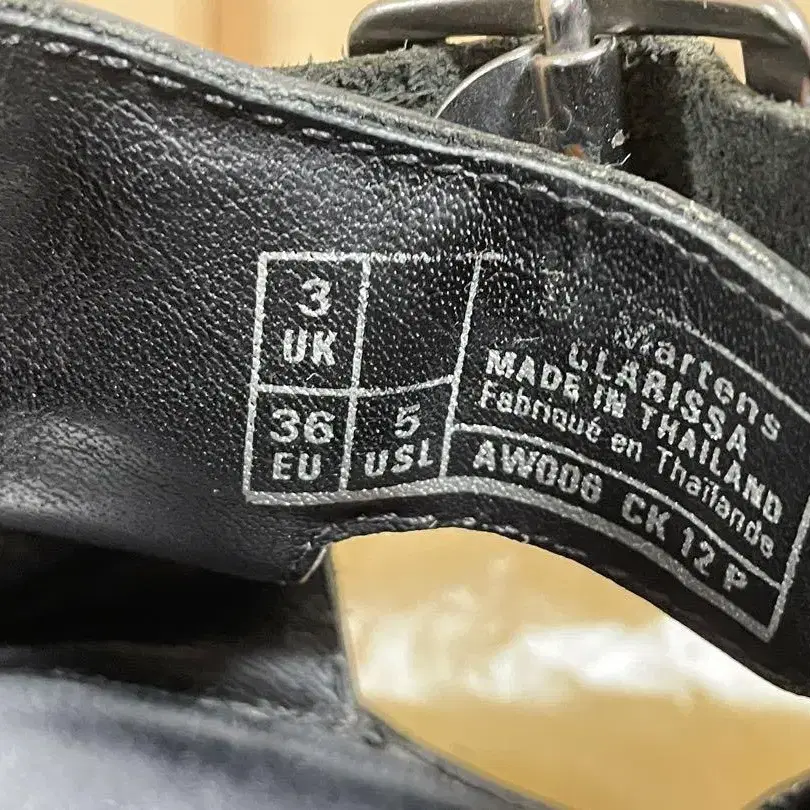 3
UK
36
EU
5
USL
Martens
CLARISSA
MADE IN THAILAND
Fabriqué en Thaïlande
AW006 CK 12 P